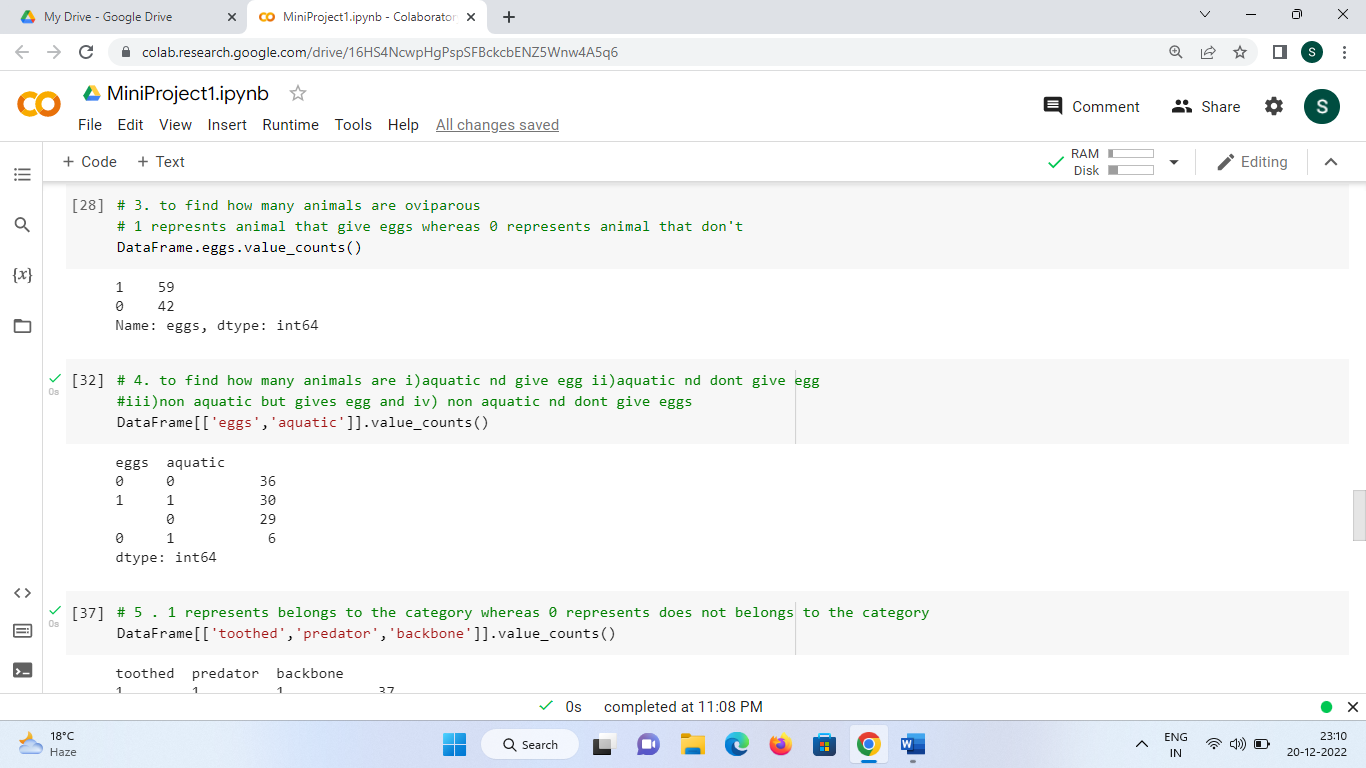 My Drive - Google Drive
MiniProject1.ipynb - Colaborator
colab.research.google.com/drive/16HS4NcwpHgPspSFBckcbENZ5Wnw4A5q6
S
MiniProject1.ipynb
Comment
Share
S
File Edit View Insert Runtime Tools Help All changes saved
+ Code + Text
RAM
Disk
Editing
[28] # 3. to find how many animals are oviparous
# 1 represnts animal that give eggs whereas 0 represents animal that don't
DataFrame.eggs.value_counts()
1 59
0 42
Name: eggs, dtype: int64
0s
[32] # 4. to find how many animals are i)aquatic nd give egg ii)aquatic nd dont give egg
#iii)non aquatic but gives egg and iv) non aquatic nd dont give eggs
DataFrame[['eggs','aquatic']].value_counts()
eggs aquatic
0 0 36
1 1 30
0 29
0 1 6
dtype: int64
0s
[37] # 5 . 1 represents belongs to the category whereas 0 represents does not belongs to the category
DataFrame[['toothed','predator','backbone']].value_counts()
toothed predator backbone
1 1 1 37
0s completed at 11:08 PM
18°C
Haze
Search
ENG
IN
23:10
20-12-2022